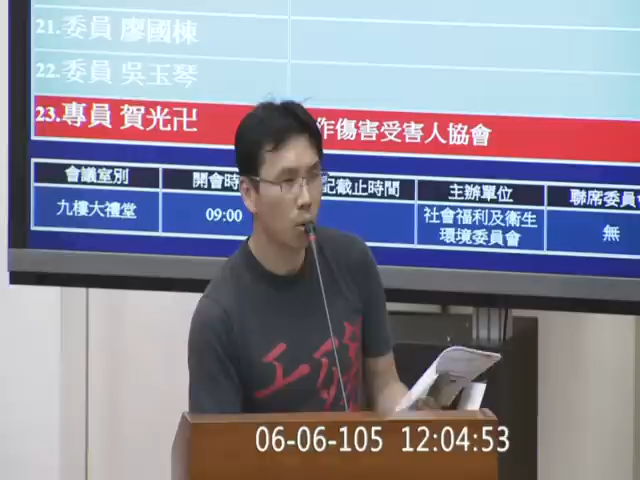 21.委員 廖國棟
22.委員 吳玉琴
23.專員 賀光卍 作傷害受害人協會
會議室別 開會時 記截止時間 主辦單位 聯席委員會
九樓大禮堂 09:00 社會福利及衛生環境委員會 無
工傷
06-06-105 12:04:53